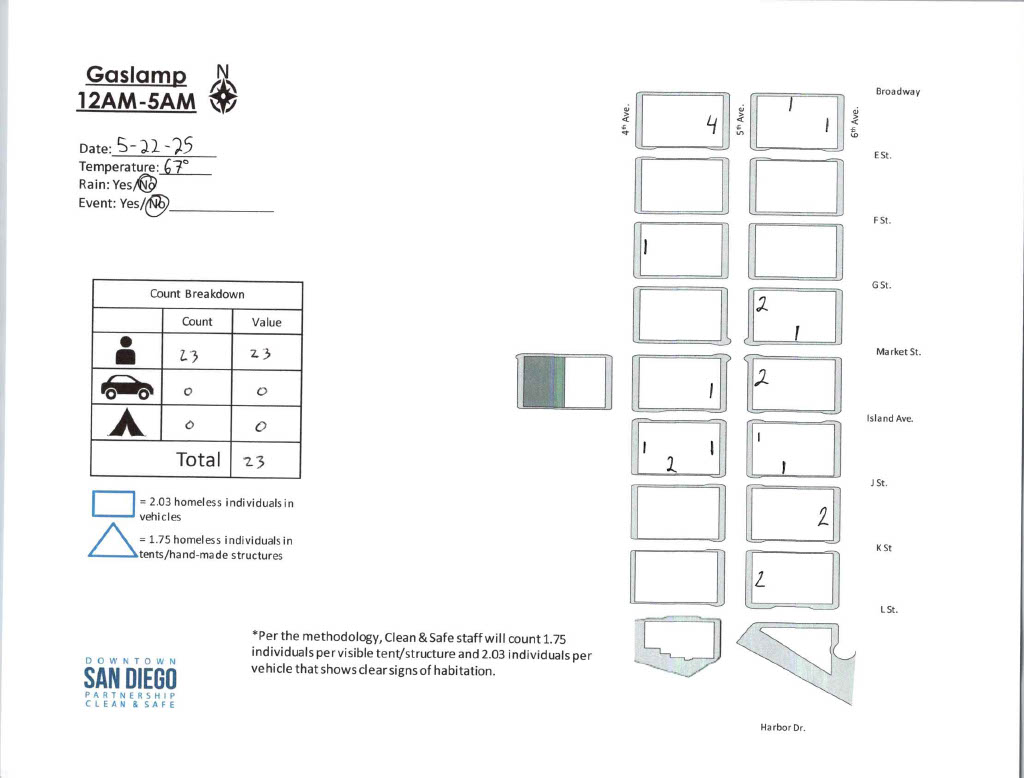 Gaslamp
N
12AM-5AM
Date: 5-22-25
Temperature: 67°
Rain: Yes/No
Event: Yes/No
Count Breakdown
Count Value
23 23
0 0
0 0
Total 23
= 2.03 homeless individuals in
vehicles
= 1.75 homeless individuals in
tents/hand-made structures
*Per the methodology, Clean & Safe staff will count 1.75
individuals per visible tent/structure and 2.03 individuals per
vehicle that shows clear signs of habitation.
DOWNTOWN
SAN DIEGO
PARTNERSHIP
CLEAN & SAFE
4th Ave.
5th Ave.
6th Ave.
Broadway
4 1 1
E St.
F St.
1
G St.
2
1
Market St.
1 2
Island Ave.
1 2 1 1 1
J St.
2
K St
2
L St.
Harbor Dr.